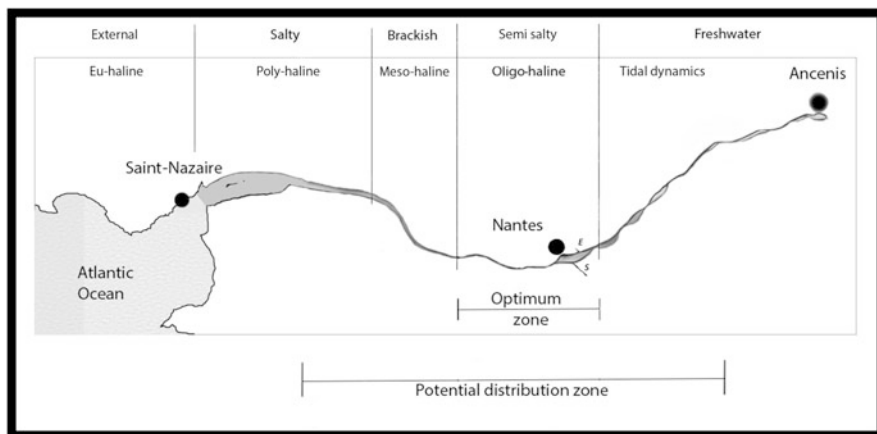 External Salty Brackish Semi salty Freshwater
Eu-haline Poly-haline Meso-haline Oligo-haline Tidal dynamics
Ancenis
Saint-Nazaire
Nantes
E
S
Atlantic
Ocean
Optimum
zone
Potential distribution zone